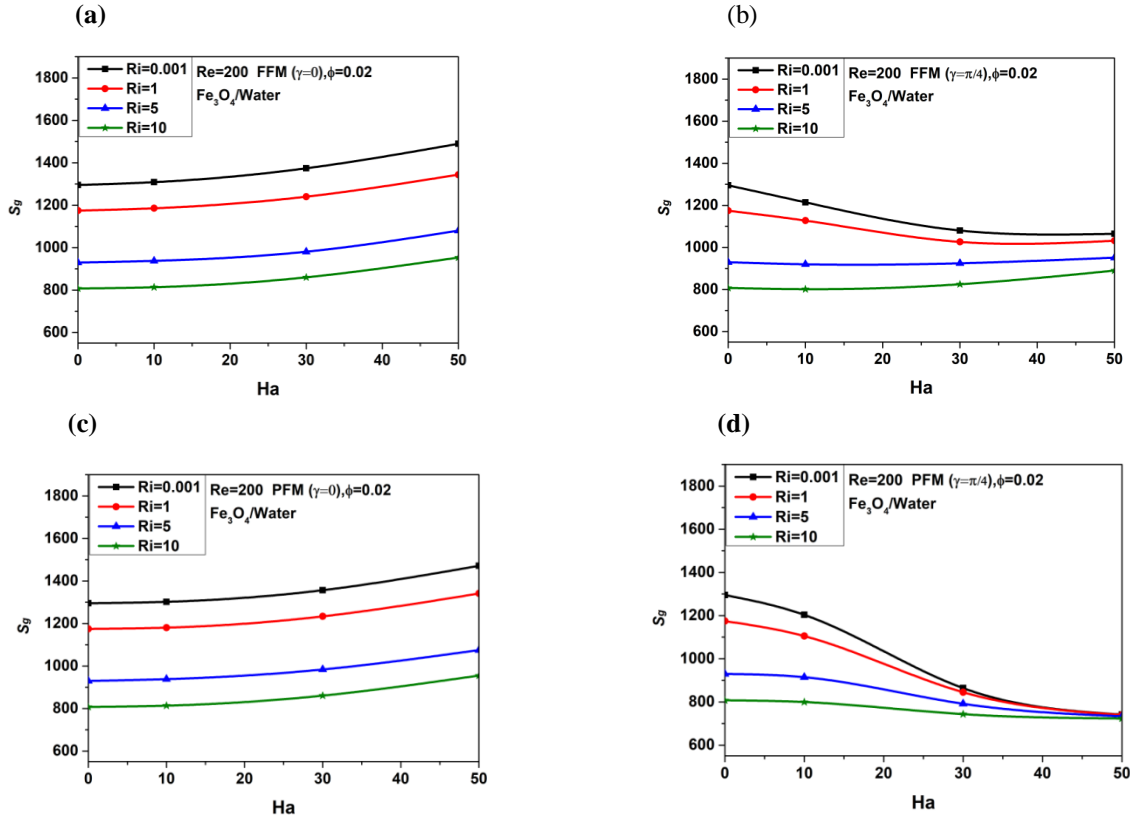 (a)
Ri=0.001
Ri=1
Ri=5
Ri=10
Re=200 FFM (γ=0),ϕ=0.02
Fe₃O₄/Water
1800
1600
1400
1200
1000
800
600
Sg
0 10 20 30 40 50
Ha
(b)
Ri=0.001
Ri=1
Ri=5
Ri=10
Re=200 FFM (γ=π/4),ϕ=0.02
Fe₃O₄/Water
1800
1600
1400
1200
1000
800
600
Sg
0 10 20 30 40 50
Ha
(c)
Ri=0.001
Ri=1
Ri=5
Ri=10
Re=200 PFM (γ=0),ϕ=0.02
Fe₃O₄/Water
1800
1600
1400
1200
1000
800
600
Sg
0 10 20 30 40 50
Ha
(d)
Ri=0.001
Ri=1
Ri=5
Ri=10
Re=200 PFM (γ=π/4),ϕ=0.02
Fe₃O₄/Water
1800
1600
1400
1200
1000
800
600
Sg
0 10 20 30 40 50
Ha